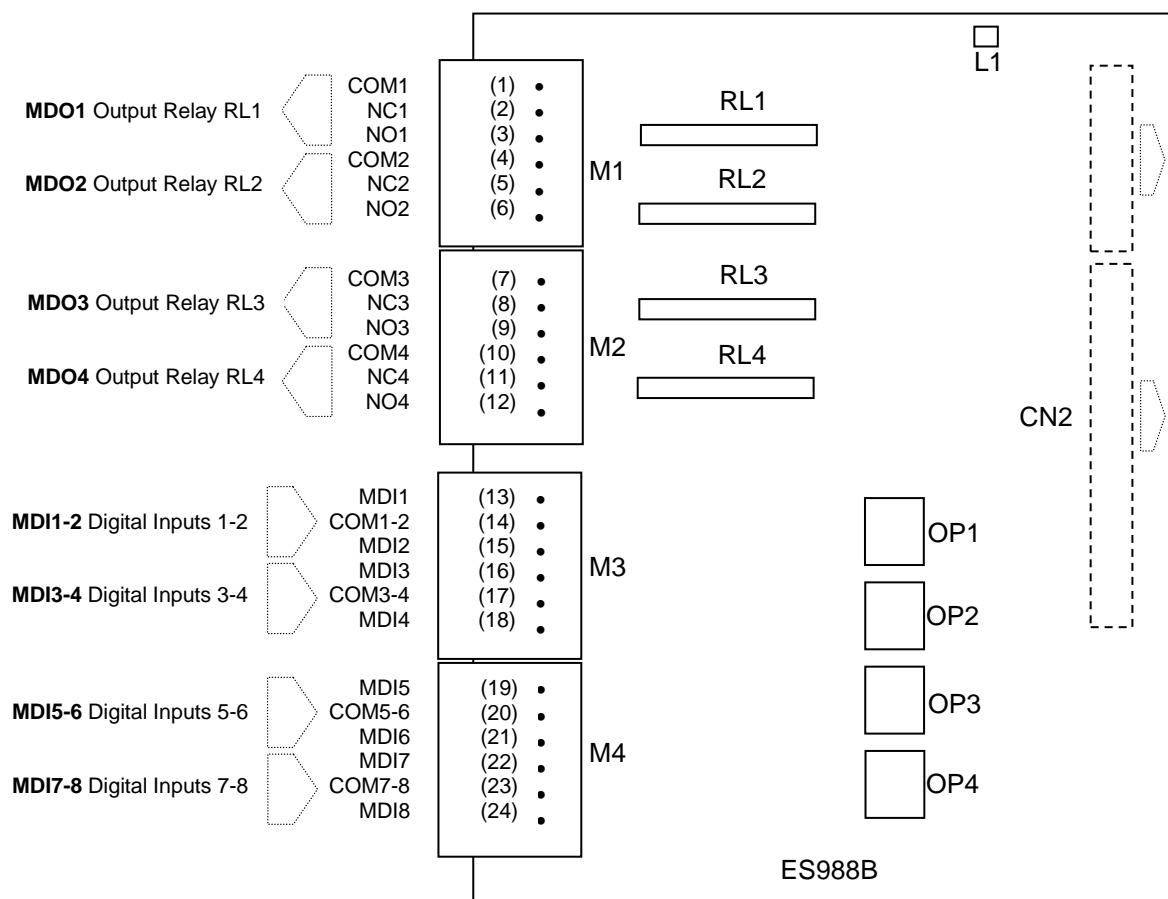 L1
COM1 (1)
MDO1 Output Relay RL1 NC1 (2) RL1
NO1 (3)
COM2 (4) M1
MDO2 Output Relay RL2 NC2 (5) RL2
NO2 (6)
COM3 (7) RL3
MDO3 Output Relay RL3 NC3 (8)
NO3 (9) M2
COM4 (10) RL4
MDO4 Output Relay RL4 NC4 (11)
NO4 (12) CN2
MDI1 (13)
MDI1-2 Digital Inputs 1-2 COM1-2 (14) OP1
MDI2 (15)
MDI3 (16) M3
MDI3-4 Digital Inputs 3-4 COM3-4 (17)
MDI4 (18) OP2
MDI5 (19)
MDI5-6 Digital Inputs 5-6 COM5-6 (20) OP3
MDI6 (21)
MDI7 (22) M4
MDI7-8 Digital Inputs 7-8 COM7-8 (23) OP4
MDI8 (24)
ES988B